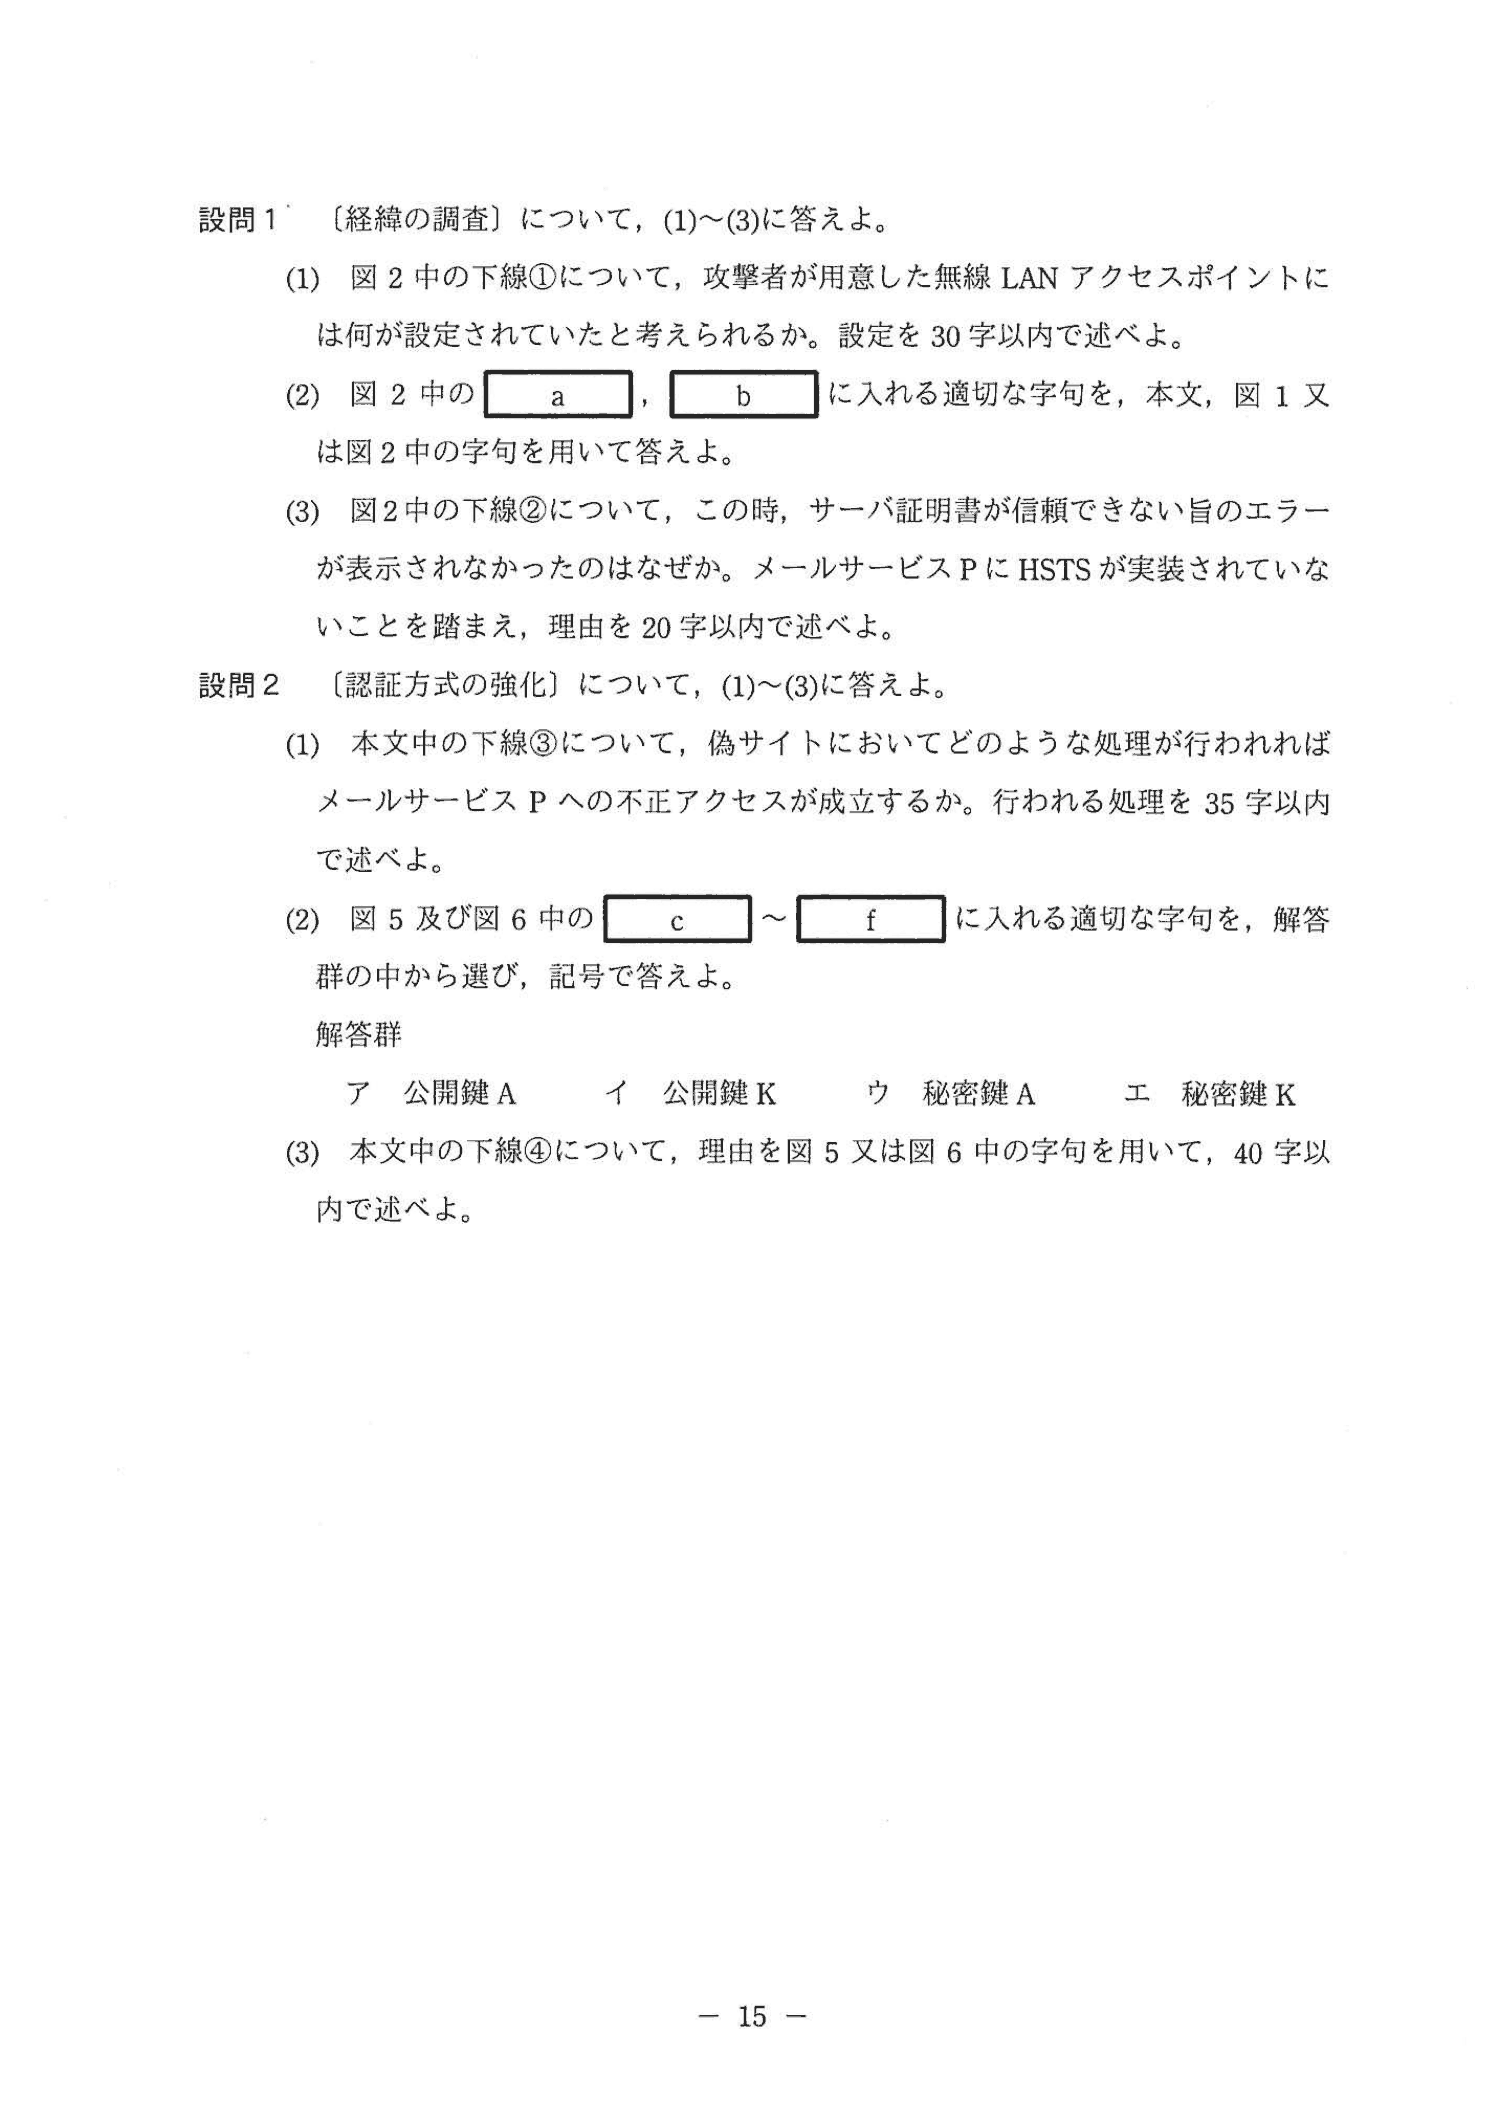 設問1 〔経緯の調査〕について，(1)～(3)に答えよ。
(1) 図2中の下線①について，攻撃者が用意した無線LANアクセスポイントに
は何が設定されていたと考えられるか。設定を30字以内で述べよ。
(2) 図2中の a ， b に入れる適切な字句を，本文，図1又
は図2中の字句を用いて答えよ。
(3) 図2中の下線②について，この時，サーバ証明書が信頼できない旨のエラー
が表示されなかったのはなぜか。メールサービスPにHSTSが実装されていな
いことを踏まえ，理由を20字以内で述べよ。
設問2 〔認証方式の強化〕について，(1)～(3)に答えよ。
(1) 本文中の下線③について，偽サイトにおいてどのような処理が行われれば
メールサービスPへの不正アクセスが成立するか。行われる処理を35字以内
で述べよ。
(2) 図5及び図6中の c ～ f に入れる適切な字句を，解答
群の中から選び，記号で答えよ。
解答群
ア 公開鍵A イ 公開鍵K ウ 秘密鍵A エ 秘密鍵K
(3) 本文中の下線④について，理由を図5又は図6中の字句を用いて，40字以
内で述べよ。
－ 15 －